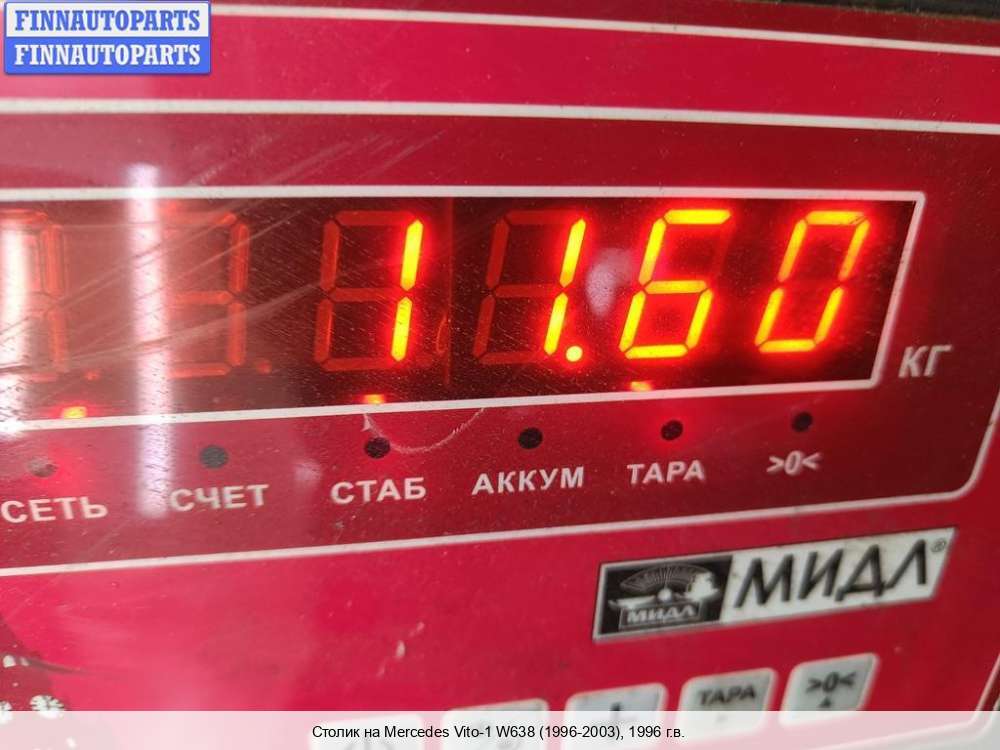 FINNAUTOPARTS
FINNAUTOPARTS
11.60
КГ
СЕТЬ СЧЕТ СТАБ АККУМ ТАРА >0<
МИДЛ МИДЛ®
ТАРА >0<
Столик на Mercedes Vito-1 W638 (1996-2003), 1996 г.в.